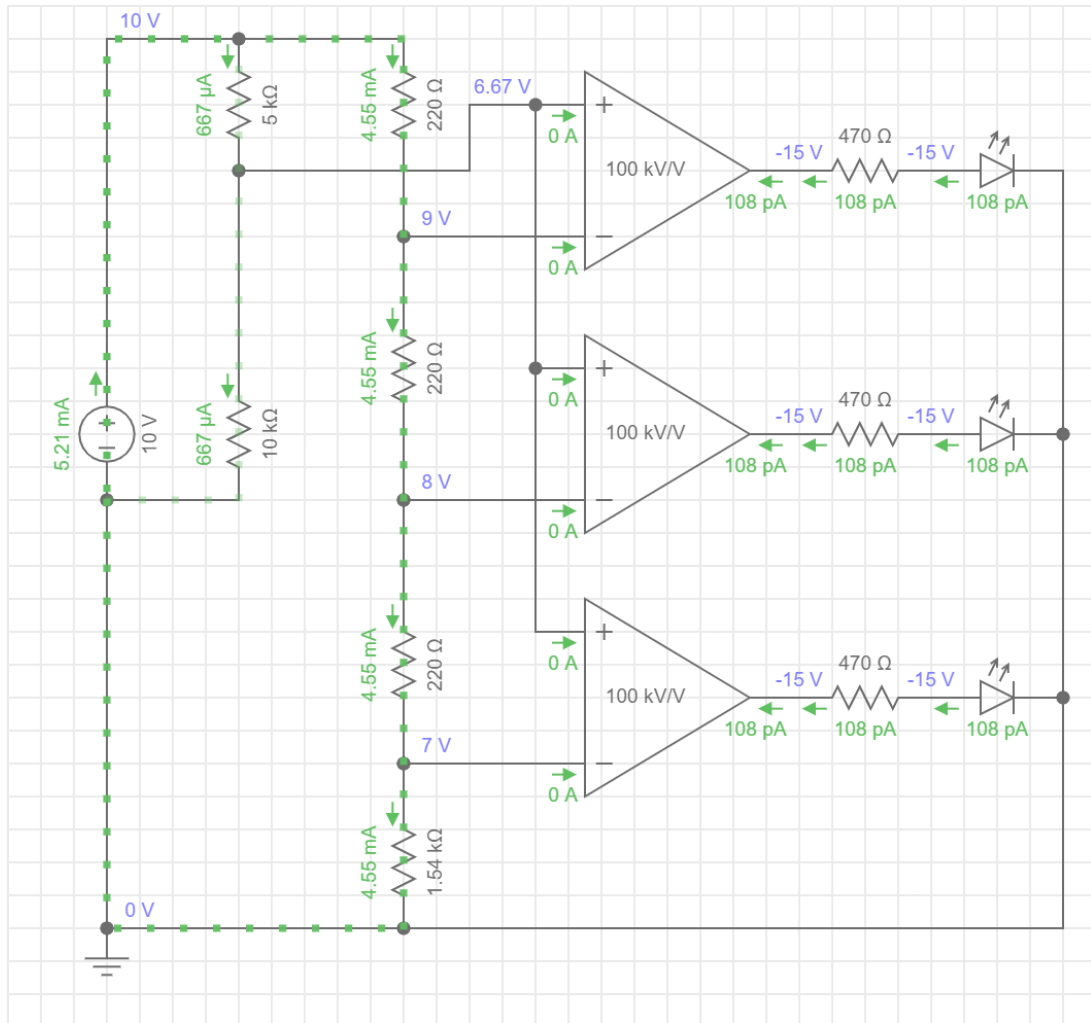 10 V
667 µA
5 kΩ
4.55 mA
220 Ω
6.67 V
+
0 A
100 kV/V
470 Ω
-15 V
-15 V
108 pA
108 pA
108 pA
9 V
−
0 A
4.55 mA
220 Ω
+
0 A
5.21 mA
+
−
10 V
667 µA
10 kΩ
100 kV/V
470 Ω
-15 V
-15 V
108 pA
108 pA
108 pA
8 V
−
0 A
4.55 mA
220 Ω
+
0 A
100 kV/V
470 Ω
-15 V
-15 V
108 pA
108 pA
108 pA
7 V
−
0 A
4.55 mA
1.54 kΩ
0 V